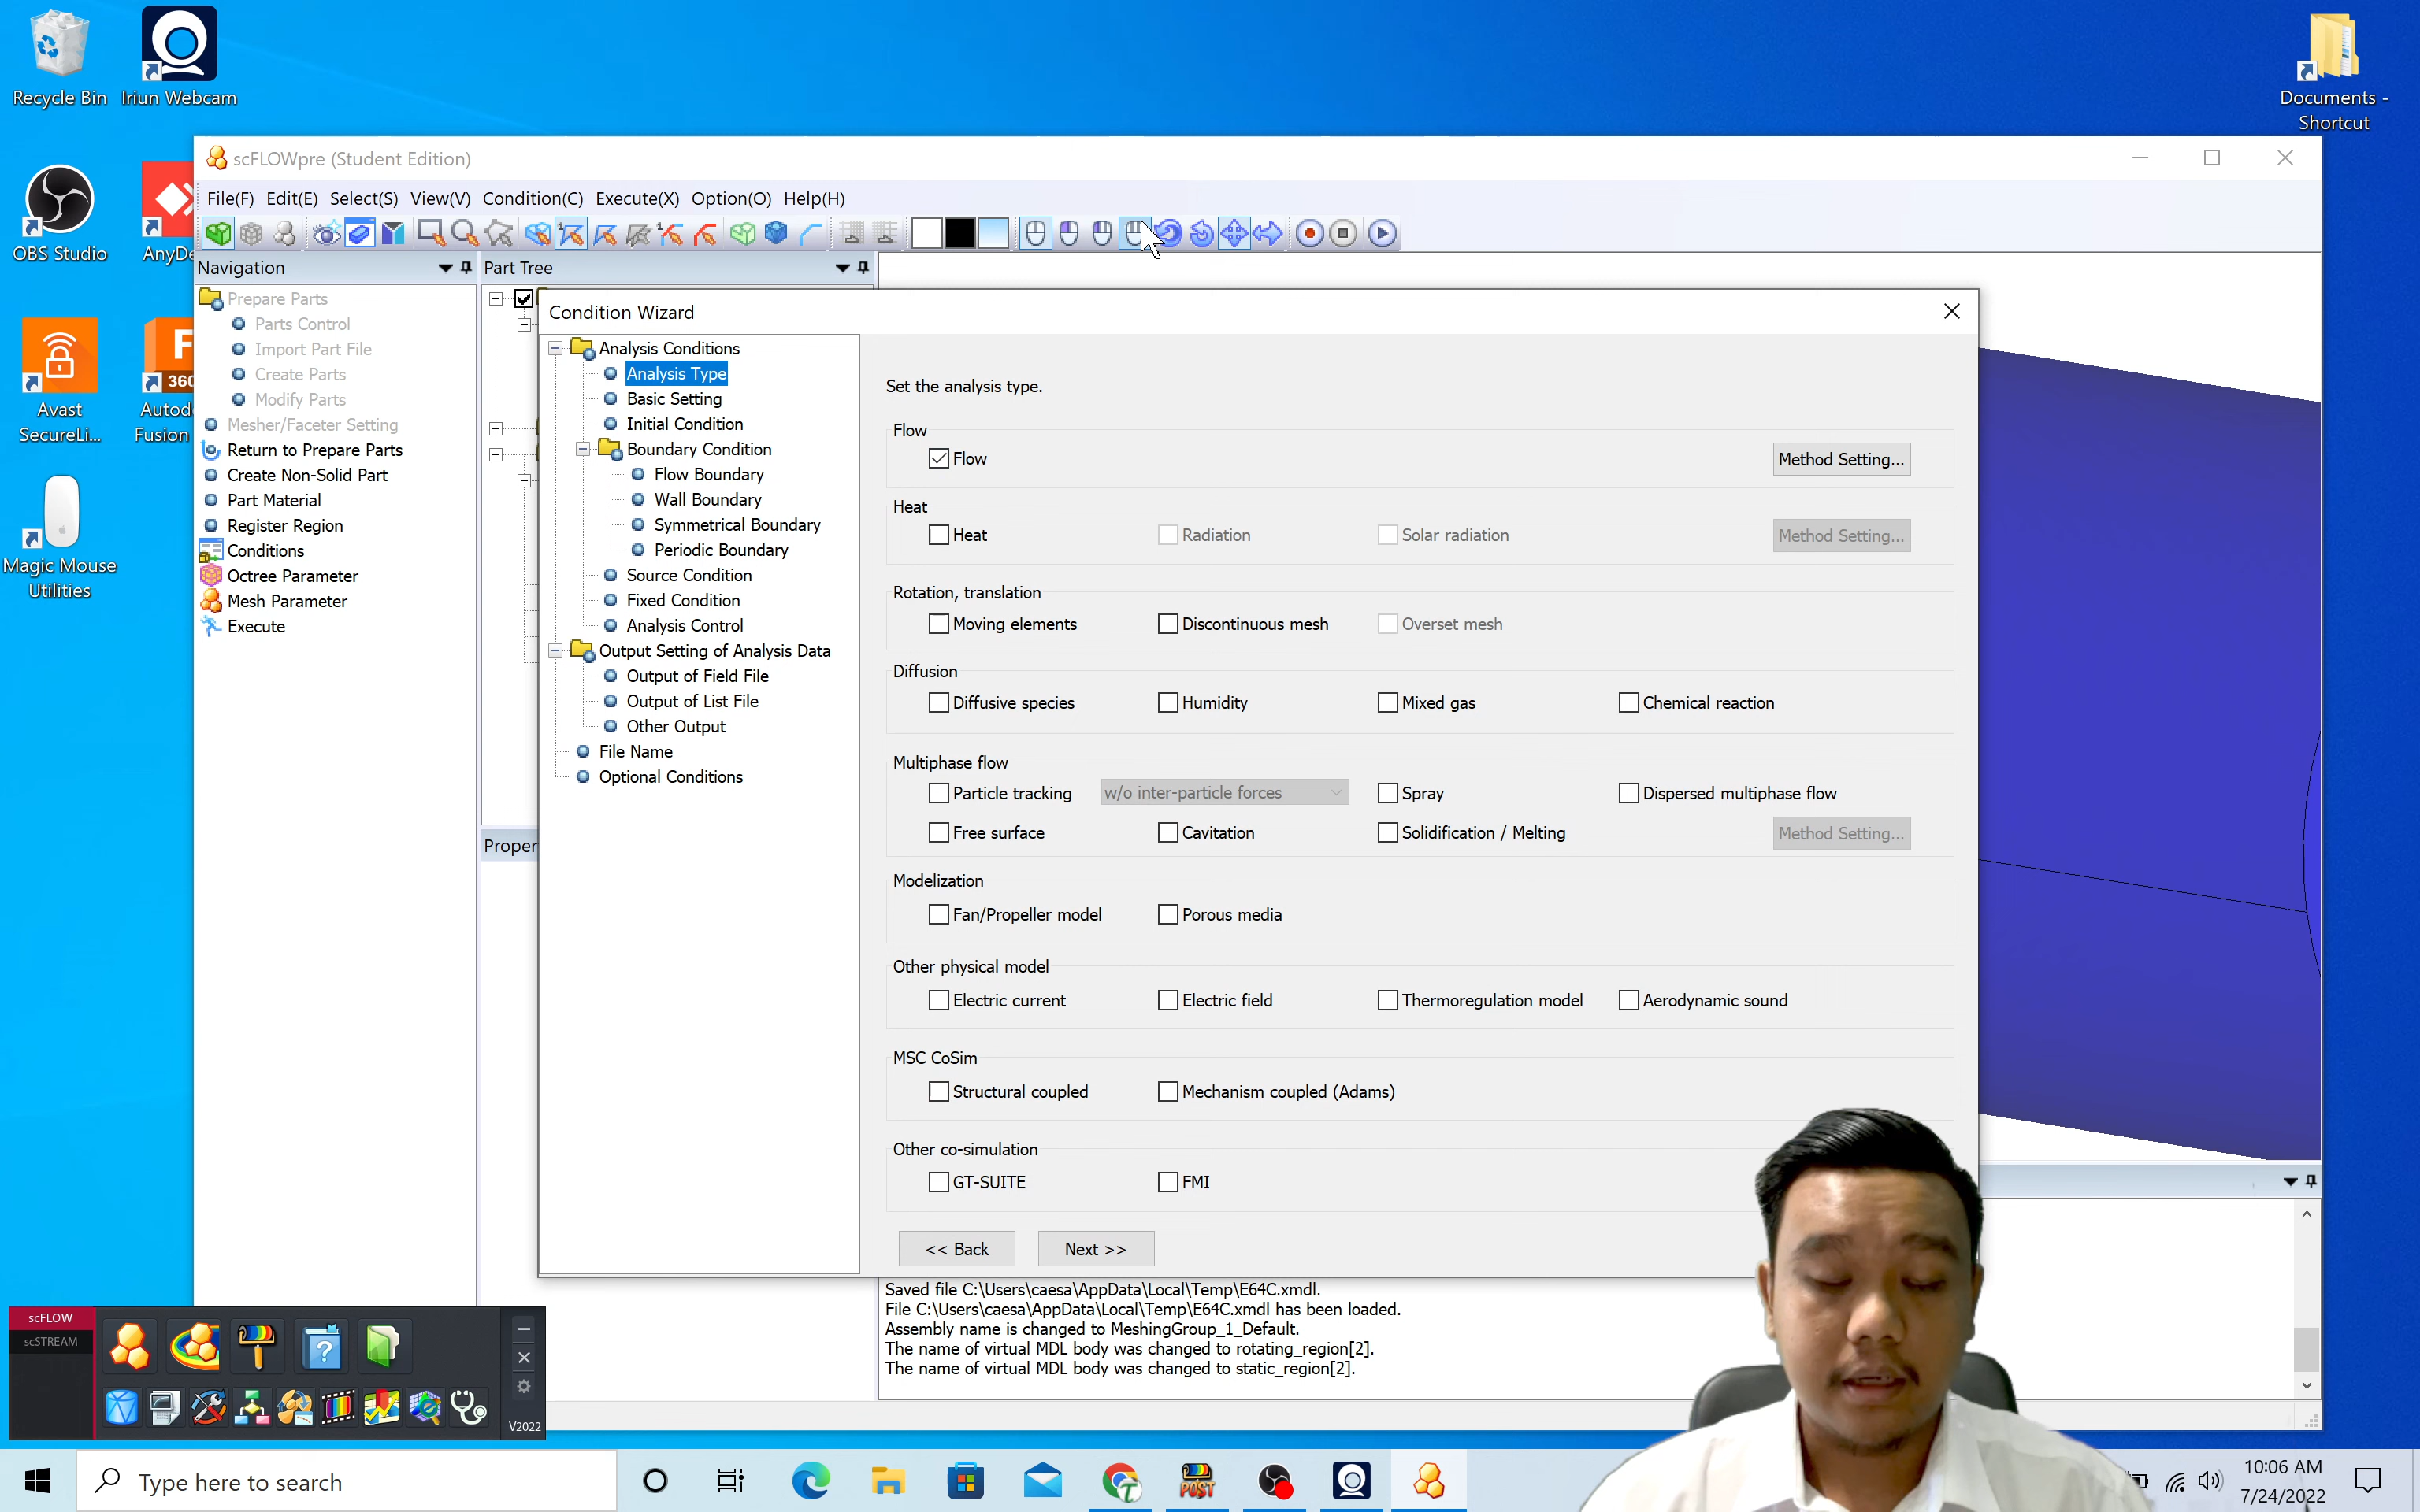 Recycle Bin
Iriun Webcam
Documents -
Shortcut
OBS Studio
AnyDe
Avast
SecureLi...
Autod
Fusion
F
360
Magic Mouse
Utilities
scFLOWpre (Student Edition)
File(F) Edit(E) Select(S) View(V) Condition(C) Execute(X) Option(O) Help(H)
Navigation
Prepare Parts
Parts Control
Import Part File
Create Parts
Modify Parts
Mesher/Faceter Setting
Return to Prepare Parts
Create Non-Solid Part
Part Material
Register Region
Conditions
Octree Parameter
Mesh Parameter
Execute
Part Tree
Proper
Condition Wizard
Analysis Conditions
Analysis Type
Basic Setting
Initial Condition
Boundary Condition
Flow Boundary
Wall Boundary
Symmetrical Boundary
Periodic Boundary
Source Condition
Fixed Condition
Analysis Control
Output Setting of Analysis Data
Output of Field File
Output of List File
Other Output
File Name
Optional Conditions
Set the analysis type.
Flow
Flow
Method Setting...
Heat
Heat Radiation Solar radiation Method Setting...
Rotation, translation
Moving elements Discontinuous mesh Overset mesh
Diffusion
Diffusive species Humidity Mixed gas Chemical reaction
Multiphase flow
Particle tracking w/o inter-particle forces Spray Dispersed multiphase flow
Free surface Cavitation Solidification / Melting Method Setting...
Modelization
Fan/Propeller model Porous media
Other physical model
Electric current Electric field Thermoregulation model Aerodynamic sound
MSC CoSim
Structural coupled Mechanism coupled (Adams)
Other co-simulation
GT-SUITE FMI
<< Back Next >>
Saved file C:\Users\caesa\AppData\Local\Temp\E64C.xmdl.
File C:\Users\caesa\AppData\Local\Temp\E64C.xmdl has been loaded.
Assembly name is changed to MeshingGroup_1_Default.
The name of virtual MDL body was changed to rotating_region[2].
The name of virtual MDL body was changed to static_region[2].
scFLOW
scSTREAM
V2022
Type here to search
POST
10:06 AM
7/24/2022